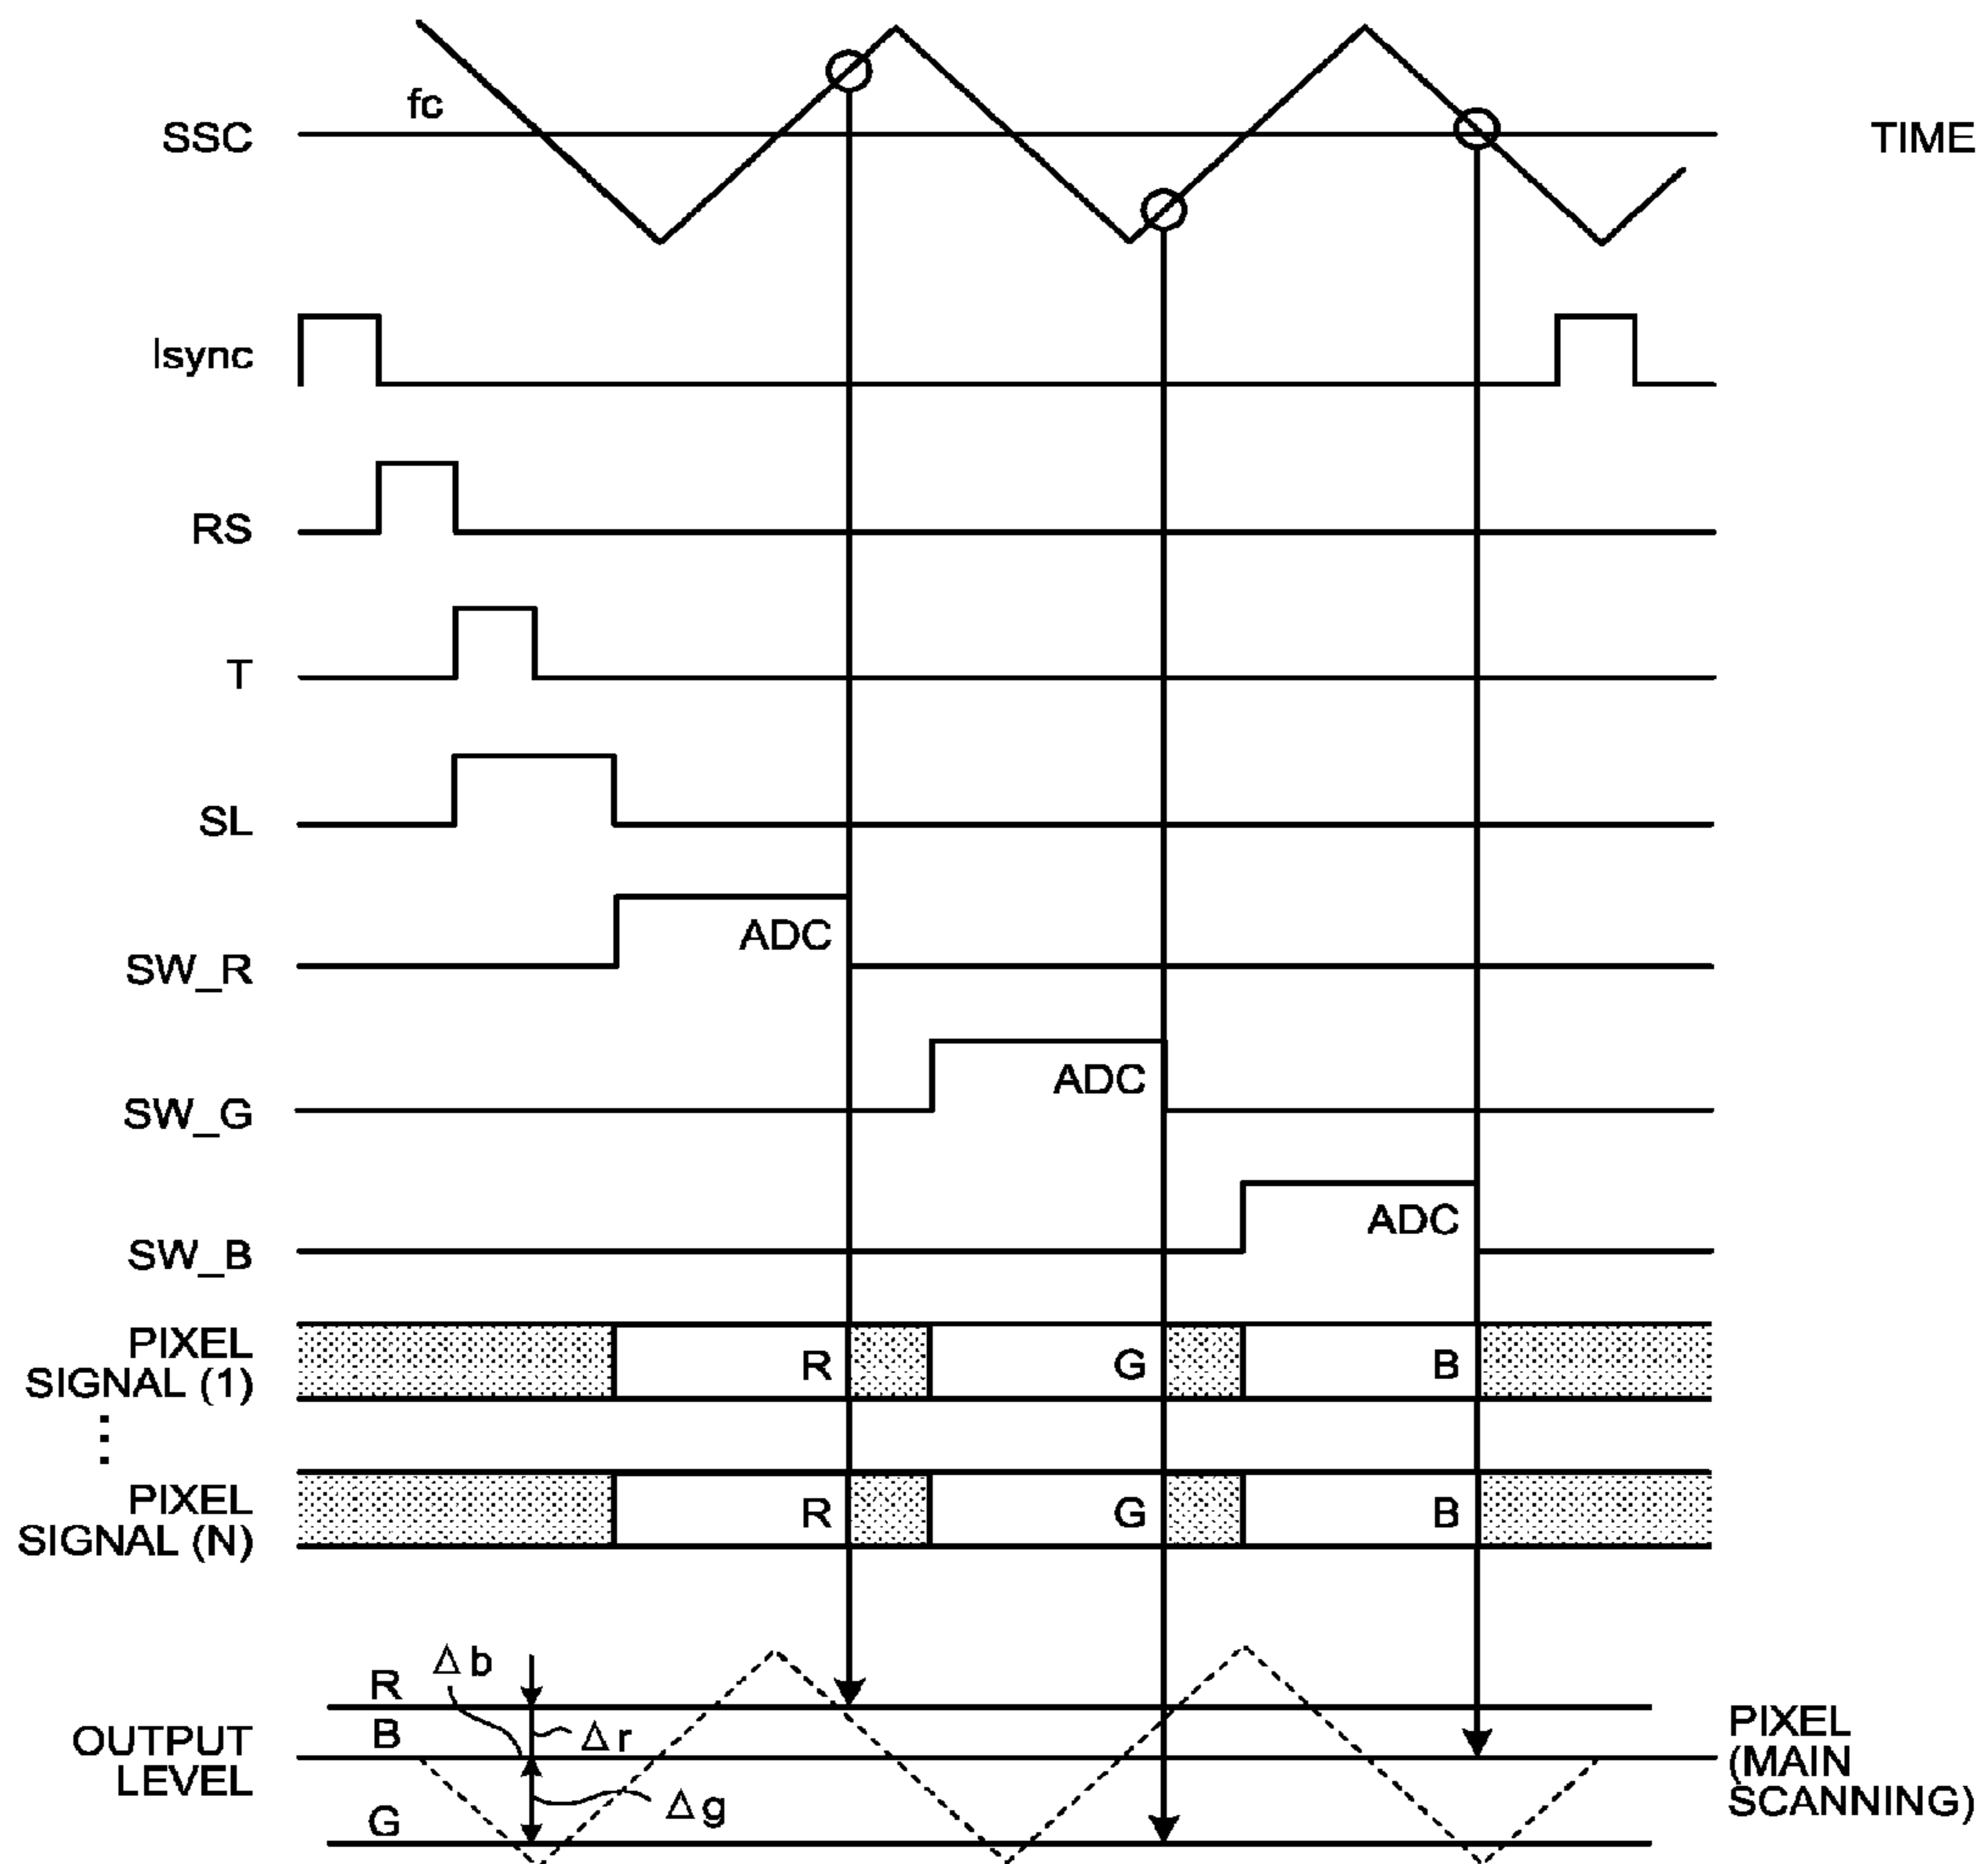 fc
SSC
TIME
lsync
RS
T
SL
ADC
SW_R
ADC
SW_G
ADC
SW_B
PIXEL
SIGNAL (1)
R
G
B
⋮
PIXEL
SIGNAL (N)
R
G
B
Δb
R
B
Δr
OUTPUT
LEVEL
Δg
G
PIXEL
(MAIN
SCANNING)